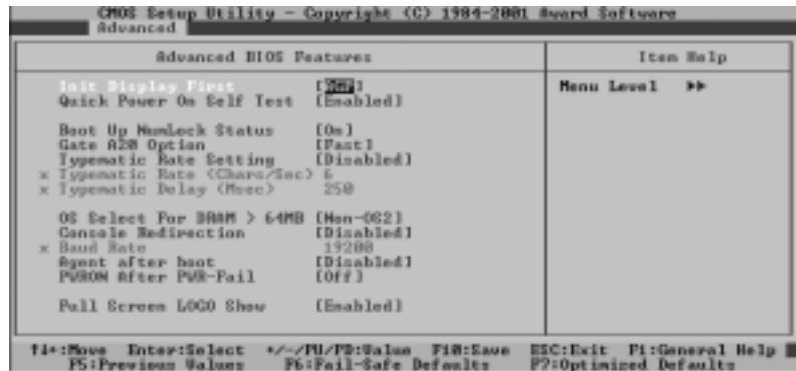 CMOS Setup Utility - Copyright (C) 1984-2001 Award Software
Advanced
Advanced BIOS Features
Item Help
Init Display First
Quick Power On Self Test [Enabled]
Boot Up NumLock Status [On]
Gate A20 Option [Fast]
Typematic Rate Setting [Disabled]
x Typematic Rate (Chars/Sec) 6
x Typematic Delay (Msec) 250
OS Select For DRAM > 64MB [Non-OS2]
Console Redirection [Disabled]
x Baud Rate 19200
Agent after boot [Disabled]
PWRON After PWR-Fail [Off]
Full Screen LOGO Show [Enabled]
Menu Level ▶▶
↑↓←:Move Enter:Select +/-/PU/PD:Value F10:Save ESC:Exit F1:General Help
F5:Previous Values F6:Fail-Safe Defaults F7:Optimized Defaults